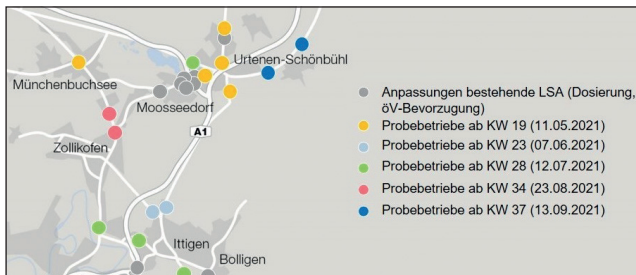 Urtenen-Schönbühl
Münchenbuchsee
Moosseedorf
A1
Zollikofen
Ittigen
Bolligen
Anpassungen bestehende LSA (Dosierung,
öV-Bevorzugung)
Probebetriebe ab KW 19 (11.05.2021)
Probebetriebe ab KW 23 (07.06.2021)
Probebetriebe ab KW 28 (12.07.2021)
Probebetriebe ab KW 34 (23.08.2021)
Probebetriebe ab KW 37 (13.09.2021)